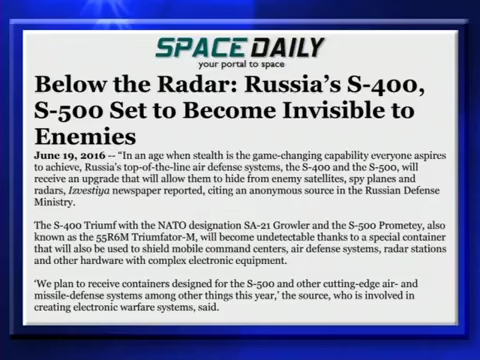 SPACE DAILY
your portal to space
Below the Radar: Russia's S-400,
S-500 Set to Become Invisible to
Enemies
June 19, 2016 -- "In an age when stealth is the game-changing capability everyone aspires
to achieve, Russia's top-of-the-line air defense systems, the S-400 and the S-500, will
receive an upgrade that will allow them to hide from enemy satellites, spy planes and
radars, Izvestiya newspaper reported, citing an anonymous source in the Russian Defense
Ministry.
The S-400 Triumf with the NATO designation SA-21 Growler and the S-500 Prometey, also
known as the 55R6M Triumfator-M, will become undetectable thanks to a special container
that will also be used to shield mobile command centers, air defense systems, radar stations
and other hardware with complex electronic equipment.
'We plan to receive containers designed for the S-500 and other cutting-edge air- and
missile-defense systems among other things this year,' the source, who is involved in
creating electronic warfare systems, said.